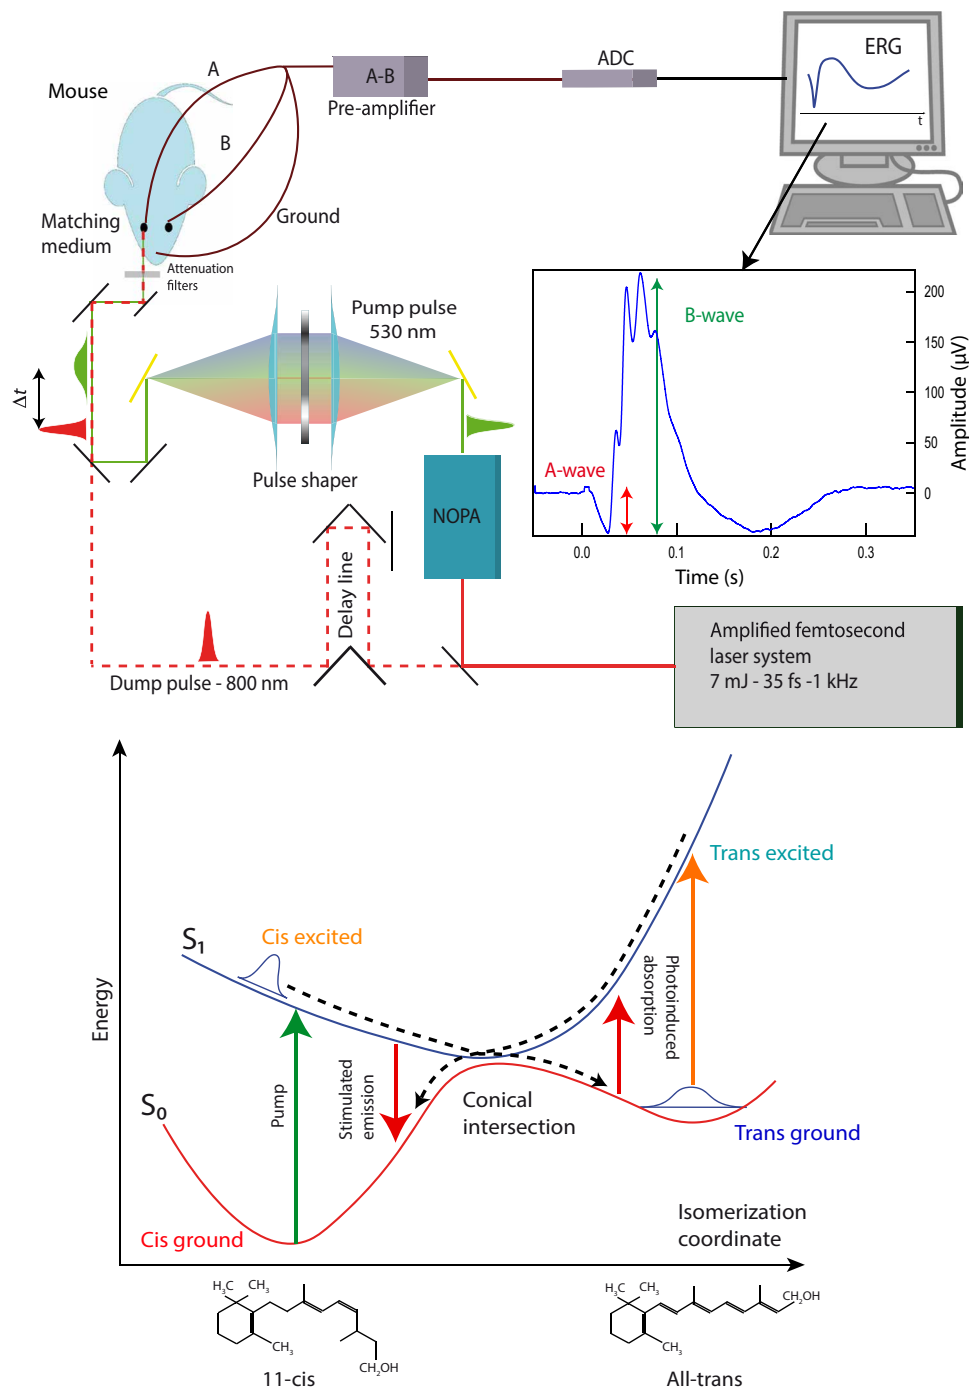 ERG
t
ADC
A-B
Pre-amplifier
A
Mouse
B
Ground
Matching
medium
Attenuation
filters
Pump pulse
530 nm
Δt
Pulse shaper
NOPA
B-wave
A-wave
200
150
100
50
0
Amplitude (µV)
0.0
0.1
0.2
0.3
Time (s)
Delay line
Dump pulse - 800 nm
Amplified femtosecond
laser system
7 mJ - 35 fs -1 kHz
Energy
S₁
Cis excited
Trans excited
Photoinduced
absorption
Pump
Stimulated
emission
Conical
intersection
S₀
Trans ground
Cis ground
Isomerization
coordinate
H₃C
CH₃
CH₃
CH₂OH
11-cis
H₃C
CH₃
CH₂OH
CH₃
All-trans